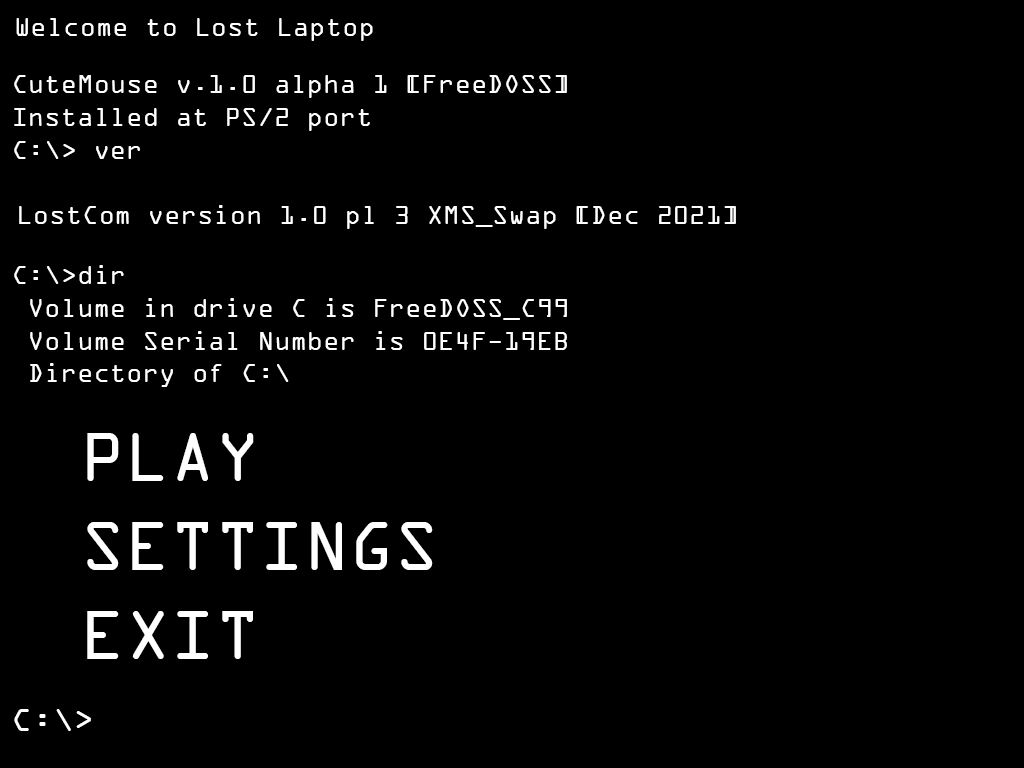 Welcome to Lost Laptop
CuteMouse v.1.0 alpha 1 [FreeDOSS]
Installed at PS/2 port
C:\> ver
LostCom version 1.0 pl 3 XMS_Swap [Dec 2021]
C:\>dir
Volume in drive C is FreeDOSS_C99
Volume Serial Number is 0E4F-19EB
Directory of C:\
PLAY
SETTINGS
EXIT
C:\>